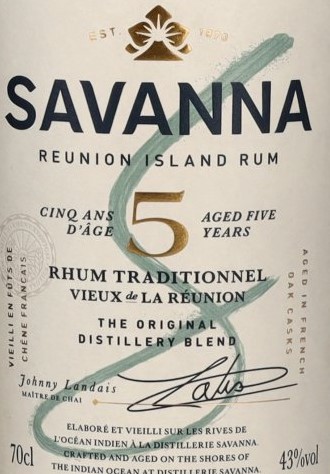 EST.
SAVANNA
REUNION ISLAND RUM
CINQ ANS
D'ÂGE
5
AGED FIVE
YEARS
VIEILLI EN FÛTS DE
CHÊNE FRANÇAIS
AGED IN FRENCH
OAK CASKS
RHUM TRADITIONNEL
VIEUX de LA RÉUNION
THE ORIGINAL
DISTILLERY BLEND
Johnny Landais
MAÎTRE DE CHAI
70cl
ELABORÉ ET VIEILLI SUR LES RIVES DE
L'OCÉAN INDIEN À LA DISTILLERIE SAVANNA
CRAFTED AND AGED ON THE SHORES OF
THE INDIAN OCEAN AT DISTILLERIE SAVANNA
43%vol